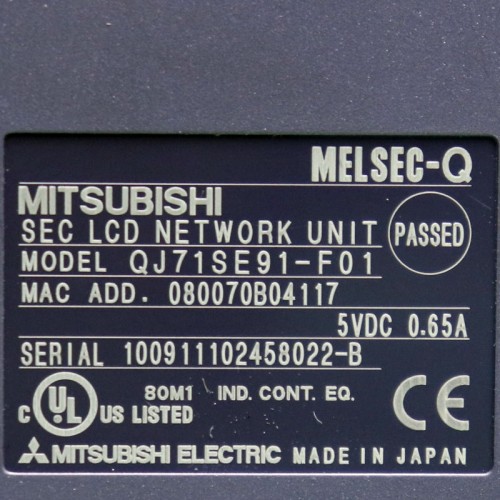 MELSEC-Q
MITSUBISHI
SEC LCD NETWORK UNIT
PASSED
MODEL QJ71SE91-F01
MAC ADD. 080070B04117
5VDC 0.65A
SERIAL 100911102458022-B
C UL US LISTED 80M1 IND. CONT. EQ. CE
MITSUBISHI ELECTRIC MADE IN JAPAN